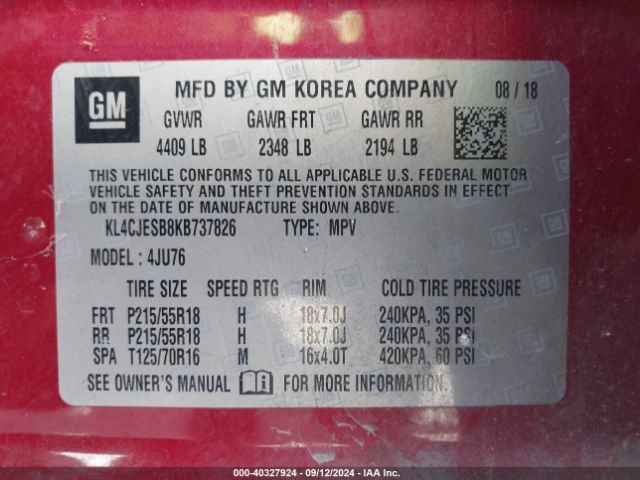 GM MFD BY GM KOREA COMPANY 08 / 18
GVWR GAWR FRT GAWR RR
4409 LB 2348 LB 2194 LB
THIS VEHICLE CONFORMS TO ALL APPLICABLE U.S. FEDERAL MOTOR
VEHICLE SAFETY AND THEFT PREVENTION STANDARDS IN EFFECT
ON THE DATE OF MANUFACTURE SHOWN ABOVE.
KL4CJESB8KB737826 TYPE: MPV
MODEL: 4JU76
TIRE SIZE SPEED RTG RIM COLD TIRE PRESSURE
FRT P215/55R18 H 18x7.0J 240KPA, 35 PSI
RR P215/55R18 H 18x7.0J 240KPA, 35 PSI
SPA T125/70R16 M 16x4.0T 420KPA, 60 PSI
SEE OWNER'S MANUAL FOR MORE INFORMATION.
000-40327924 - 09/12/2024 - IAA Inc.